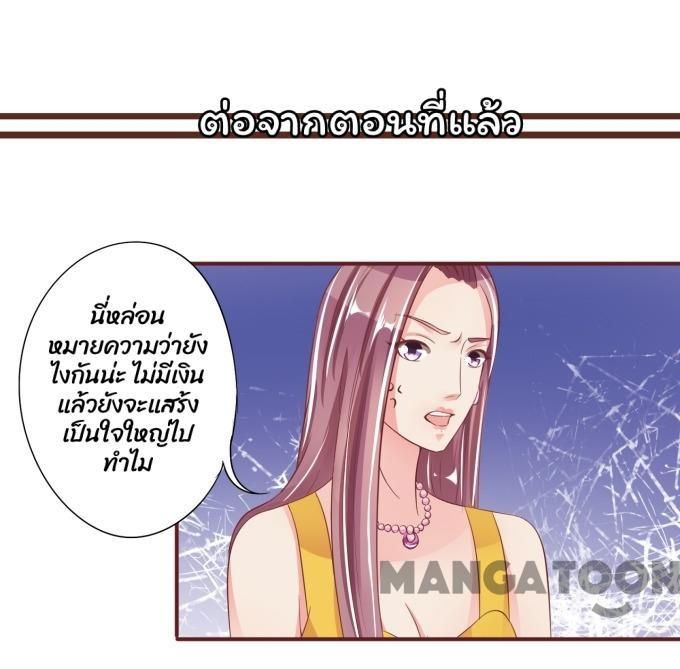 ต่อจากตอนที่แล้ว
นี่หล่อน
หมายความว่ายัง
ไงกันน่ะ ไม่มีเงิน
แล้วยังจะแสร้ง
เป็นใจใหญ่ไป
ทำไม
MANGATOON